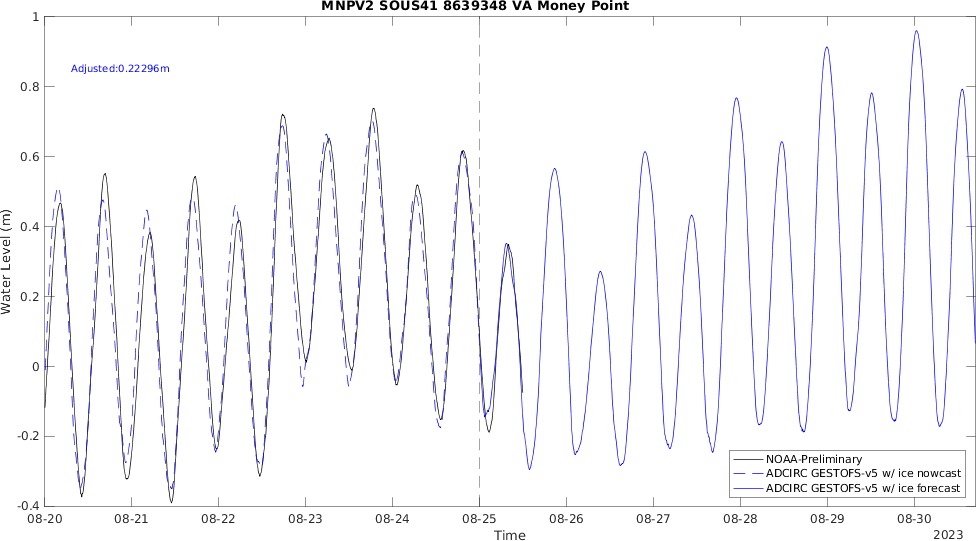 MNPV2 SOUS41 8639348 VA Money Point
Adjusted:0.22296m
Water Level (m)
1
0.8
0.6
0.4
0.2
0
-0.2
-0.4
08-20 08-21 08-22 08-23 08-24 08-25 08-26 08-27 08-28 08-29 08-30
Time
2023
NOAA-Preliminary
ADCIRC GESTOFS-v5 w/ ice nowcast
ADCIRC GESTOFS-v5 w/ ice forecast